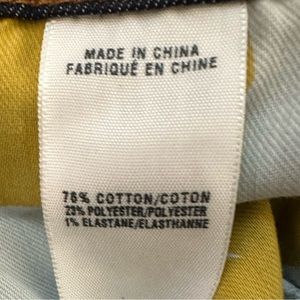 MADE IN CHINA
FABRIQUÉ EN CHINE
76% COTTON/COTON
23% POLYESTER/POLYESTER
1% ELASTANE/ELASTHANNE